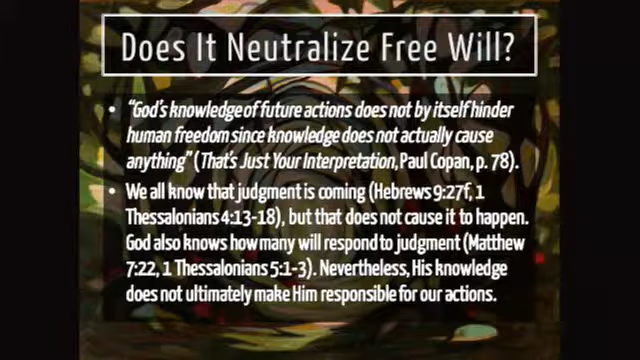 Does It Neutralize Free Will?
• “God's knowledge of future actions does not by itself hinder
human freedom since knowledge does not actually cause
anything” (That's Just Your Interpretation, Paul Copan, p. 78).
• We all know that judgment is coming (Hebrews 9:27f, 1
Thessalonians 4:13-18), but that does not cause it to happen.
God also knows how many will respond to judgment (Matthew
7:22, 1 Thessalonians 5:1-3). Nevertheless, His knowledge
does not ultimately make Him responsible for our actions.